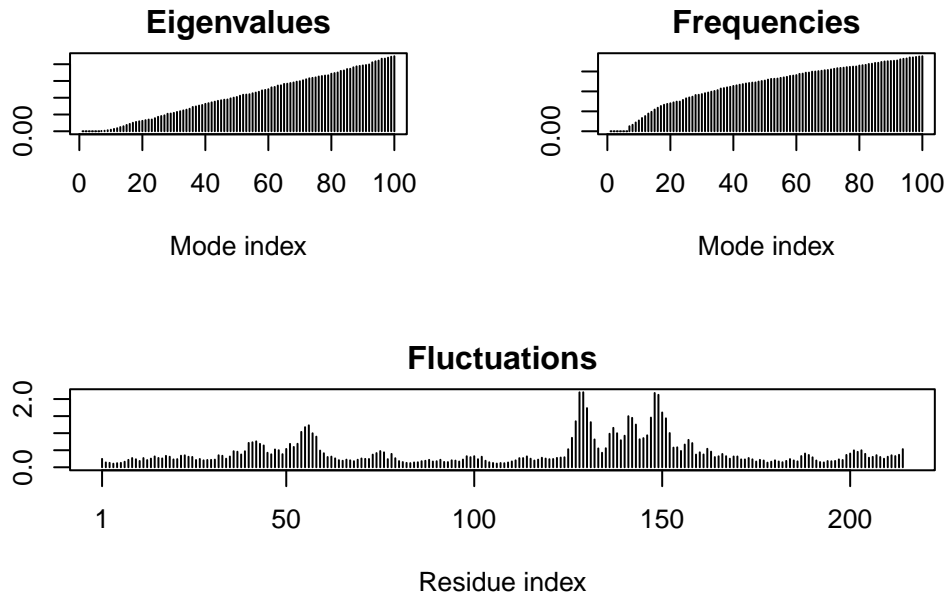 Eigenvalues
0.00
0 20 40 60 80 100
Mode index
Frequencies
0.00
0 20 40 60 80 100
Mode index
Fluctuations
2.0
0.0
1 50 100 150 200
Residue index